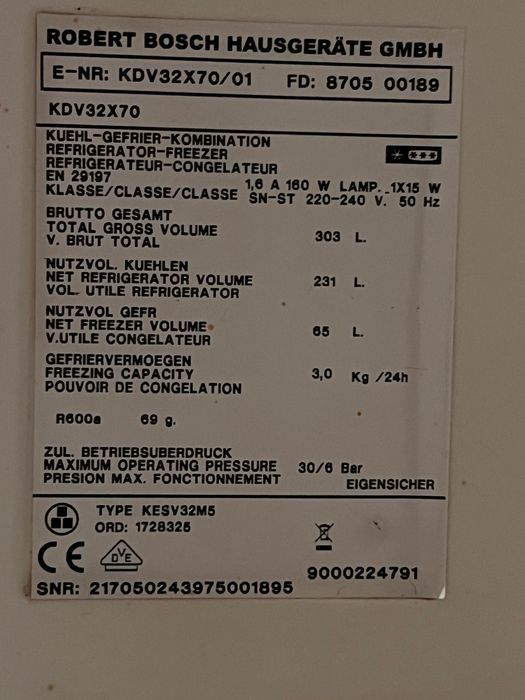 ROBERT BOSCH HAUSGERÄTE GMBH
E-NR: KDV32X70/01 FD: 8705 00189
KDV32X70
KUEHL-GEFRIER-KOMBINATION
REFRIGERATOR-FREEZER
REFRIGERATEUR-CONGELATEUR
EN 29197 1,6 A 160 W LAMP. 1X15 W
KLASSE/CLASSE/CLASSE SN-ST 220-240 V. 50 Hz
BRUTTO GESAMT
TOTAL GROSS VOLUME 303 L.
V. BRUT TOTAL
NUTZVOL. KUEHLEN
NET REFRIGERATOR VOLUME 231 L.
VOL. UTILE REFRIGERATOR
NUTZVOL GEFR
NET FREEZER VOLUME 65 L.
V.UTILE CONGELATEUR
GEFRIERVERMOEGEN
FREEZING CAPACITY 3,0 Kg /24h
POUVOIR DE CONGELATION
R600a 69 g.
ZUL. BETRIEBSUBERDRUCK
MAXIMUM OPERATING PRESSURE 30/6 Bar
PRESION MAX. FONCTIONNEMENT EIGENSICHER
TYPE KESV32M5
ORD: 1728325
CE DVE 9000224791
SNR: 217050243975001895